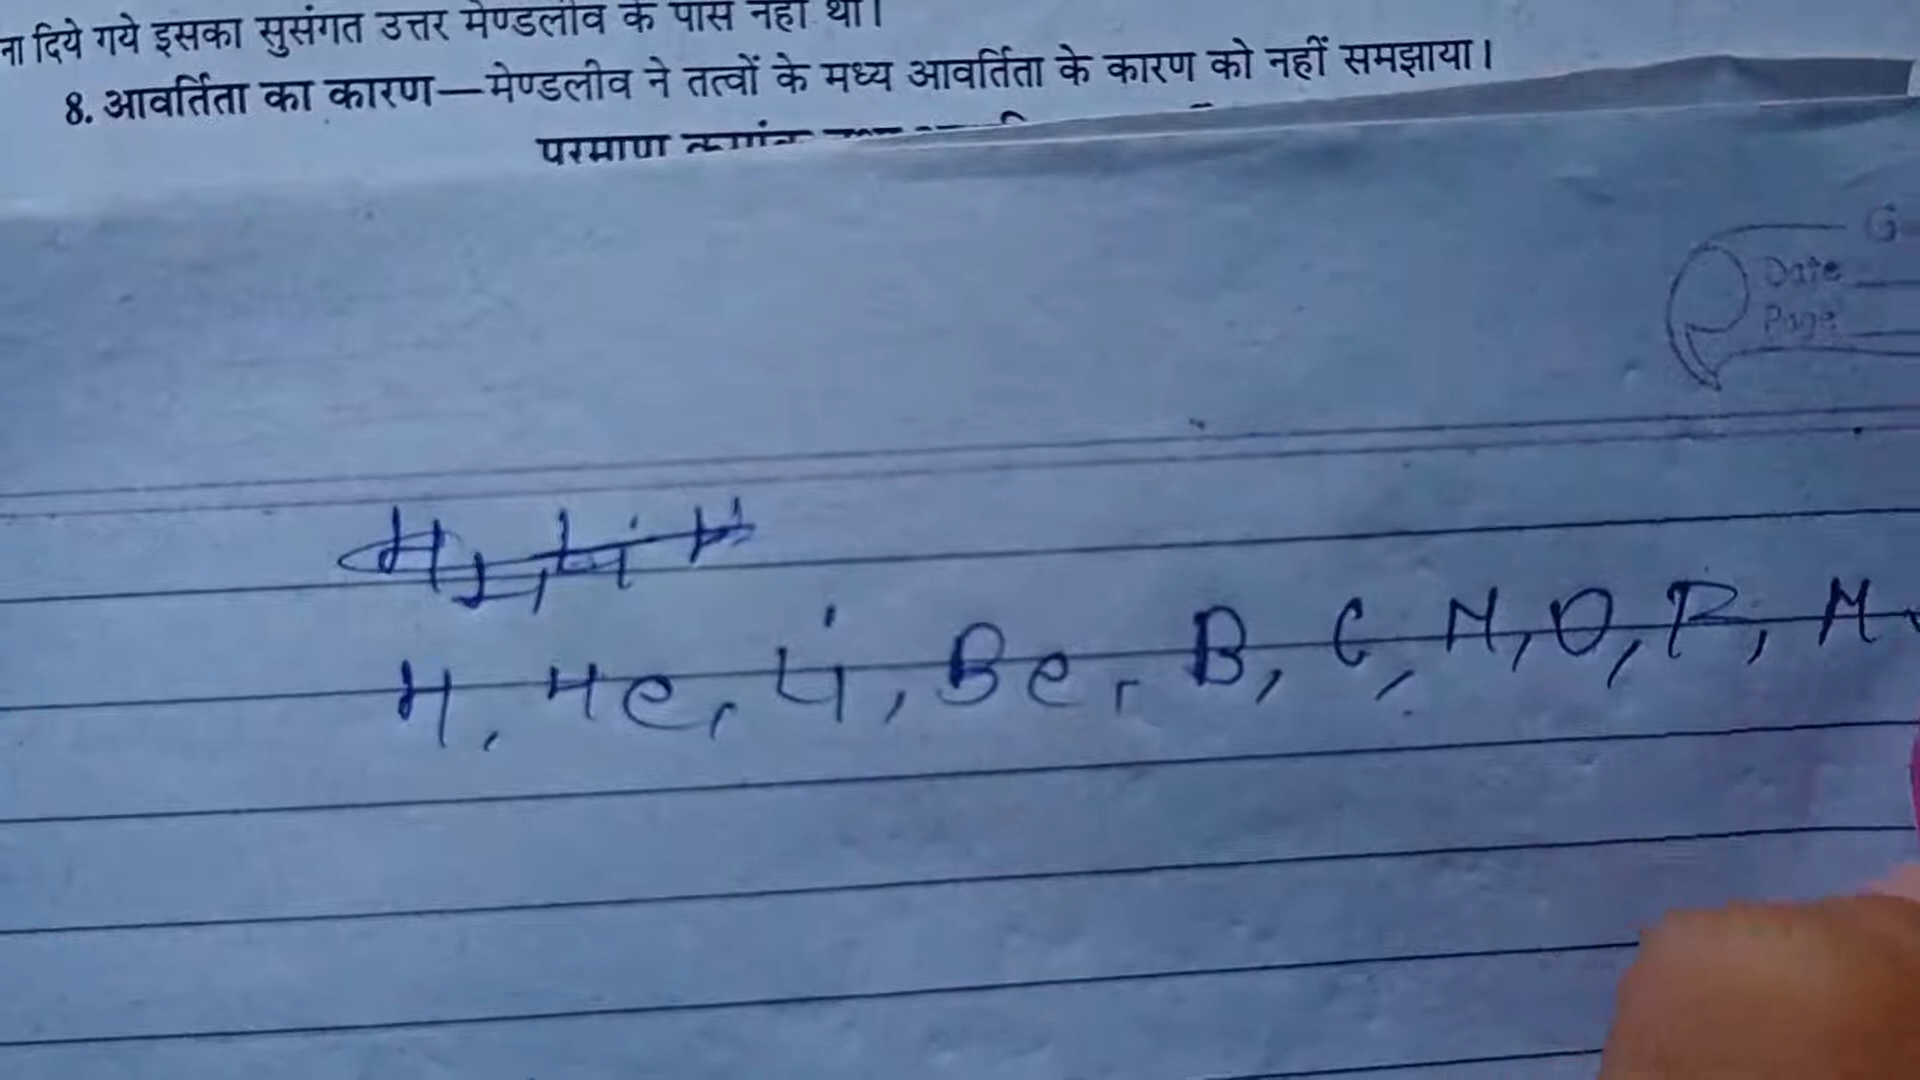 ना दिये गये इसका सुसंगत उत्तर मेण्डलीव के पास नहीं था।
8. आवर्तिता का कारण—मेण्डलीव ने तत्वों के मध्य आवर्तिता के कारण को नहीं समझाया।
Date
Page
H, He, Li, Be, B, C, N, O, F, N